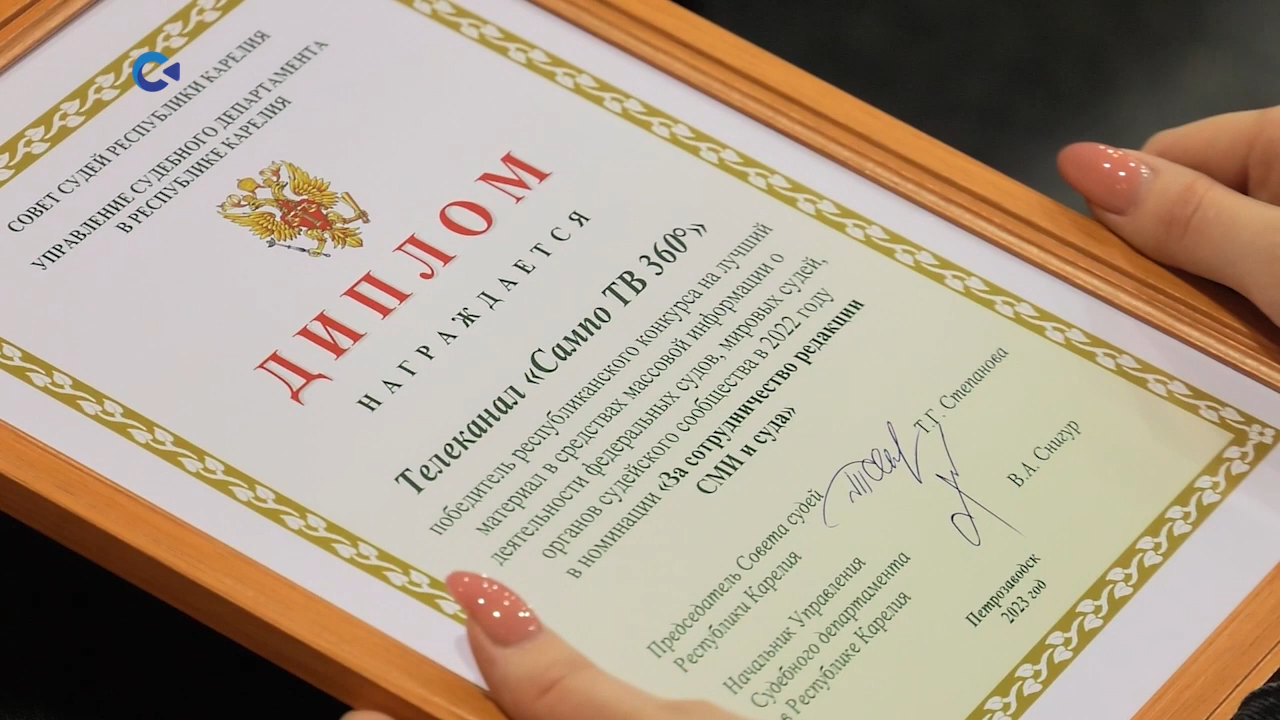 СОВЕТ СУДЕЙ РЕСПУБЛИКИ КАРЕЛИЯ
УПРАВЛЕНИЕ СУДЕБНОГО ДЕПАРТАМЕНТА
В РЕСПУБЛИКЕ КАРЕЛИЯ
ДИПЛОМ
НАГРАЖДАЕТСЯ
Телеканал «Сампо ТВ 360°»
победитель республиканского конкурса на лучший
материал в средствах массовой информации о
деятельности федеральных судов, мировых судей,
органов судейского сообщества в 2022 году
в номинации «За сотрудничество редакции
СМИ и суда»
Председатель Совета судей
Республики Карелия
Т.Г. Степанова
Начальник Управления
Судебного департамента
в Республике Карелия
В.А. Снигур
Петрозаводск
2023 год